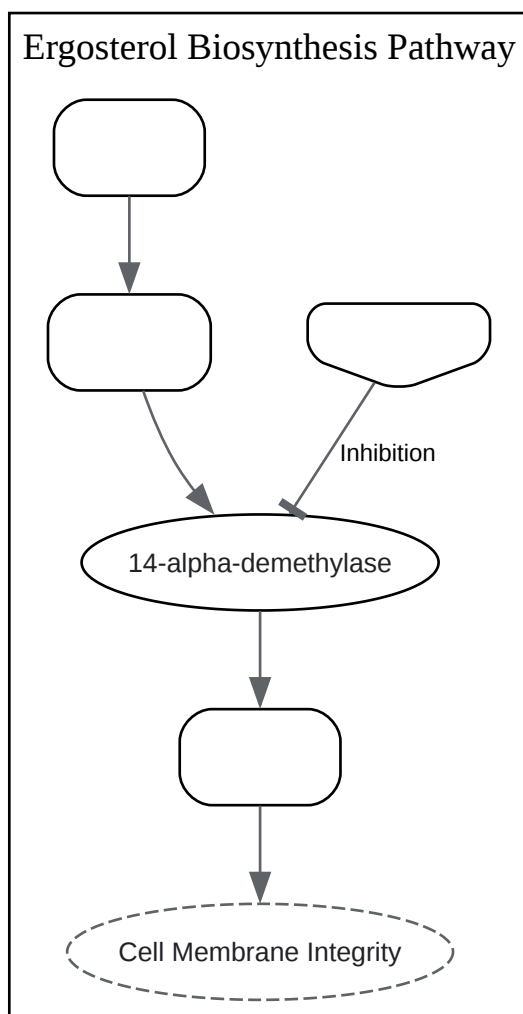 Ergosterol Biosynthesis Pathway
Inhibition
14-alpha-demethylase
Cell Membrane Integrity